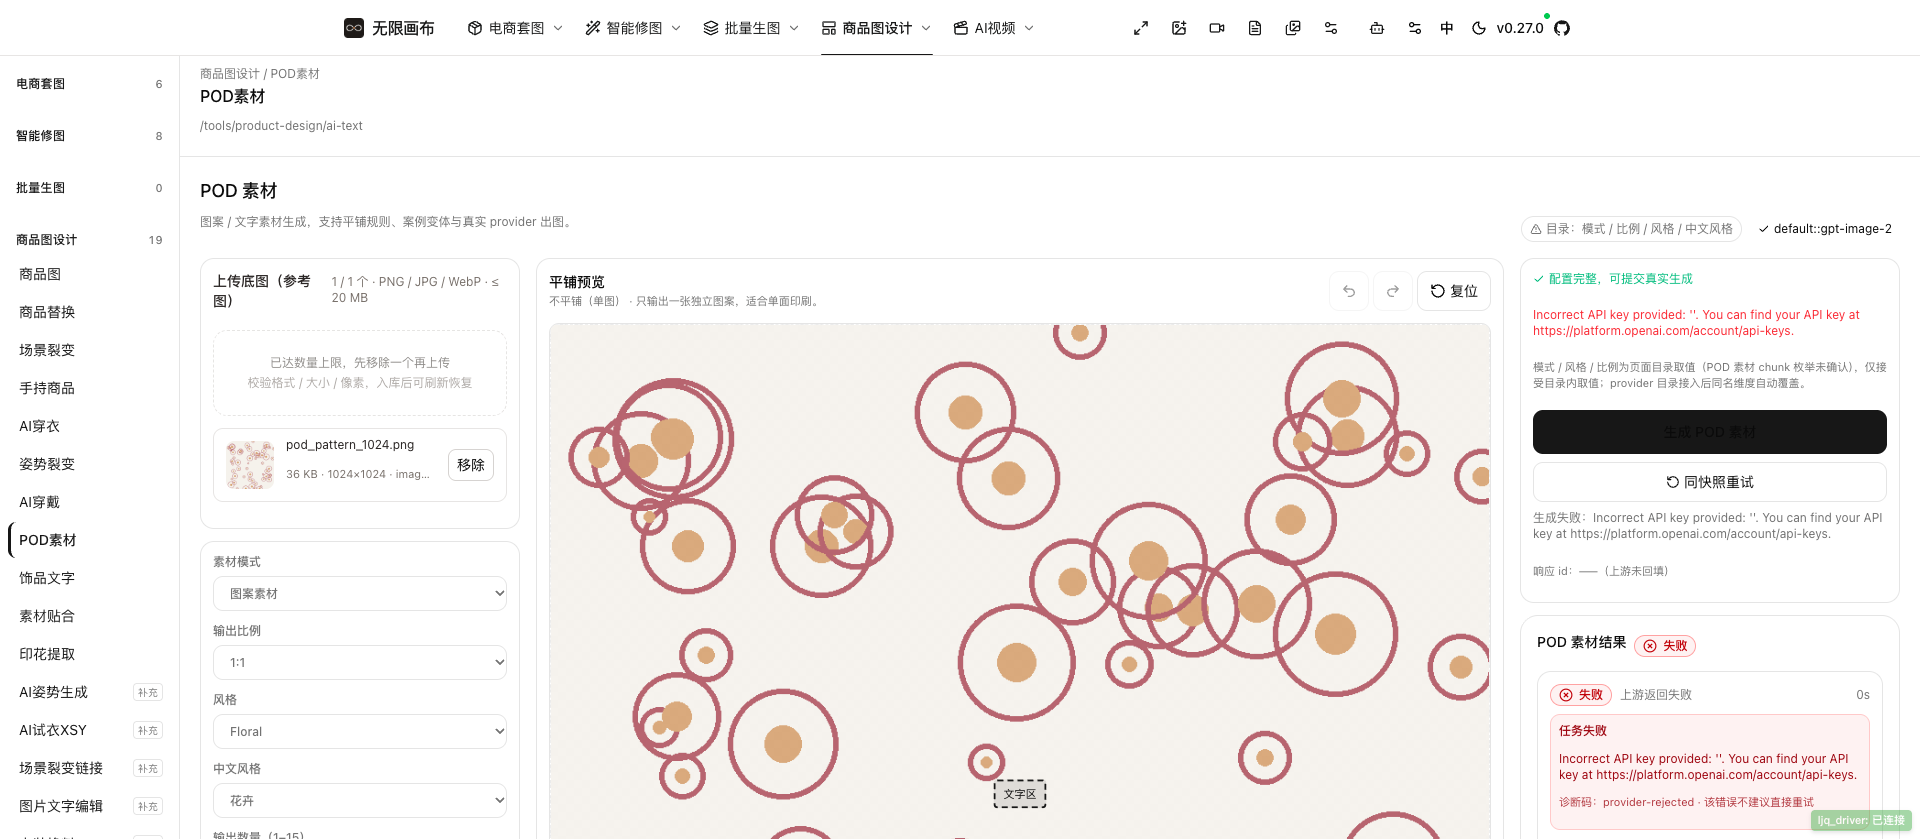 无限画布
电商套图
智能修图
批量生图
商品图设计
AI视频
中
v0.27.0
电商套图 6
智能修图 8
批量生图 0
商品图设计 19
商品图
商品替换
场景裂变
手持商品
AI穿衣
姿势裂变
AI穿戴
POD素材
饰品文字
素材贴合
印花提取
AI姿势生成 补充
AI试衣XSY 补充
场景裂变链接 补充
图片文字编辑 补充
商品图设计 / POD素材
POD素材
/tools/product-design/ai-text
POD 素材
图案 / 文字素材生成，支持平铺规则、案例变体与真实 provider 出图。
目录：模式 / 比例 / 风格 / 中文风格
default::gpt-image-2
上传底图（参考图）
1 / 1 个 · PNG / JPG / WebP · ≤ 20 MB
已达数量上限，先移除一个再上传
校验格式 / 大小 / 像素，入库后可刷新恢复
pod_pattern_1024.png
36 KB · 1024×1024 · imag...
移除
素材模式
图案素材
输出比例
1:1
风格
Floral
中文风格
花卉
输出数量（1–15）
平铺预览
不平铺（单图） · 只输出一张独立图案，适合单面印刷。
复位
文字区
配置完整，可提交真实生成
Incorrect API key provided: ''. You can find your API key at
https://platform.openai.com/account/api-keys.
模式 / 风格 / 比例为页面目录取值（POD 素材 chunk 枚举未确认），仅接
受目录内取值；provider 目录接入后同名维度自动覆盖。
生成 POD 素材
同快照重试
生成失败：Incorrect API key provided: ''. You can find your API
key at https://platform.openai.com/account/api-keys.
响应 id：——（上游未回填）
POD 素材结果 失败
失败 上游返回失败 0s
任务失败
Incorrect API key provided: ''. You can find your API
key at https://platform.openai.com/account/api-keys.
诊断码：provider-rejected · 该错误不建议直接重试
ljq_driver: 已连接